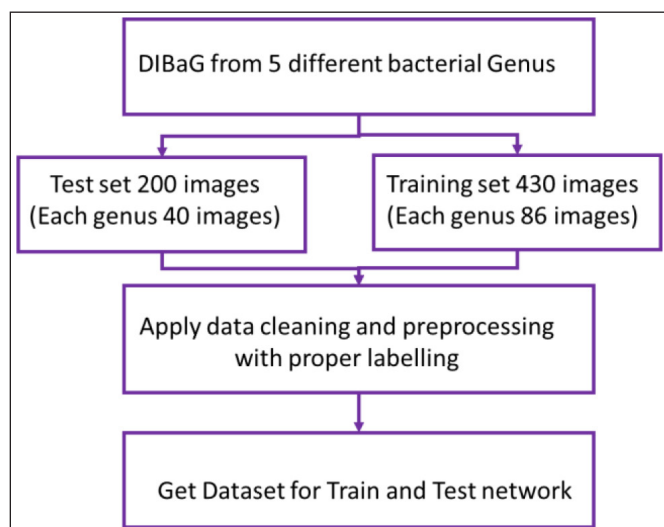 DIBaG from 5 different bacterial Genus
Test set 200 images
(Each genus 40 images)
Training set 430 images
(Each genus 86 images)
Apply data cleaning and preprocessing
with proper labelling
Get Dataset for Train and Test network